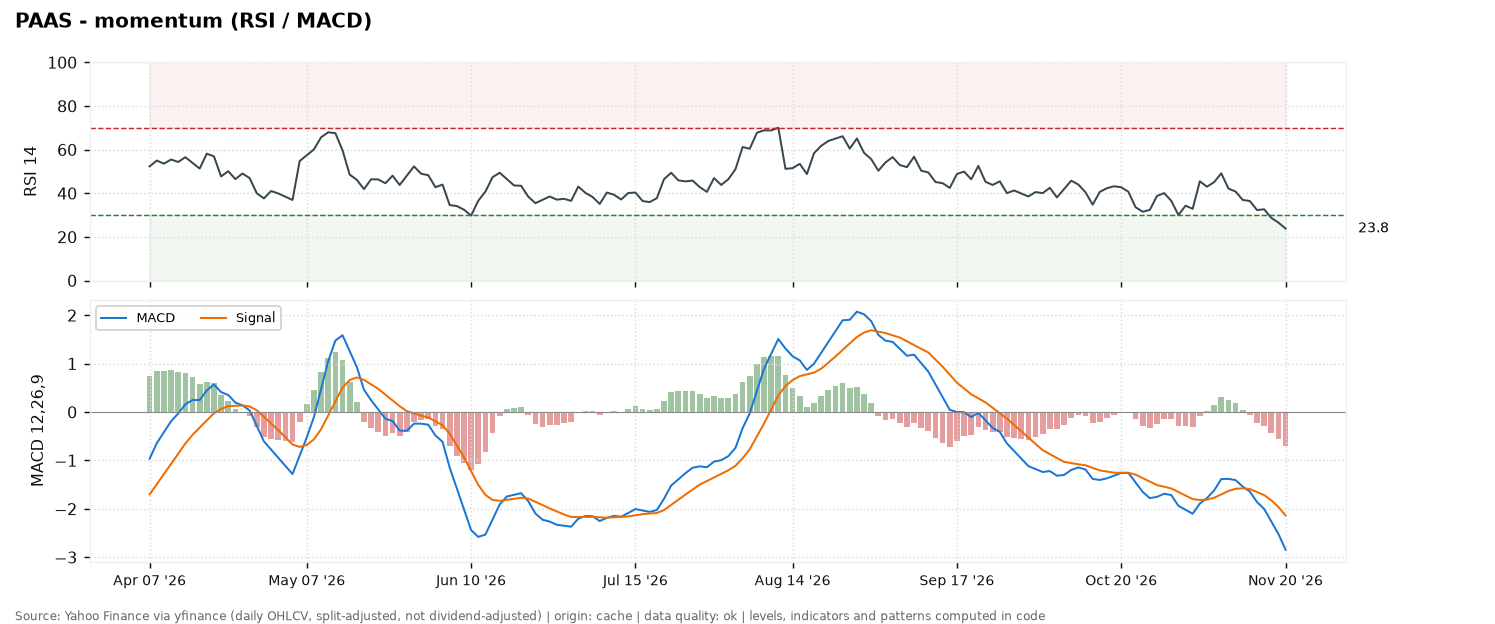 PAAS - momentum (RSI / MACD)
100
80
60
40
20
0
RSI 14
23.8
MACD
Signal
2
1
0
−1
−2
−3
MACD 12,26,9
Apr 07 '26
May 07 '26
Jun 10 '26
Jul 15 '26
Aug 14 '26
Sep 17 '26
Oct 20 '26
Nov 20 '26
Source: Yahoo Finance via yfinance (daily OHLCV, split-adjusted, not dividend-adjusted) | origin: cache | data quality: ok | levels, indicators and patterns computed in code